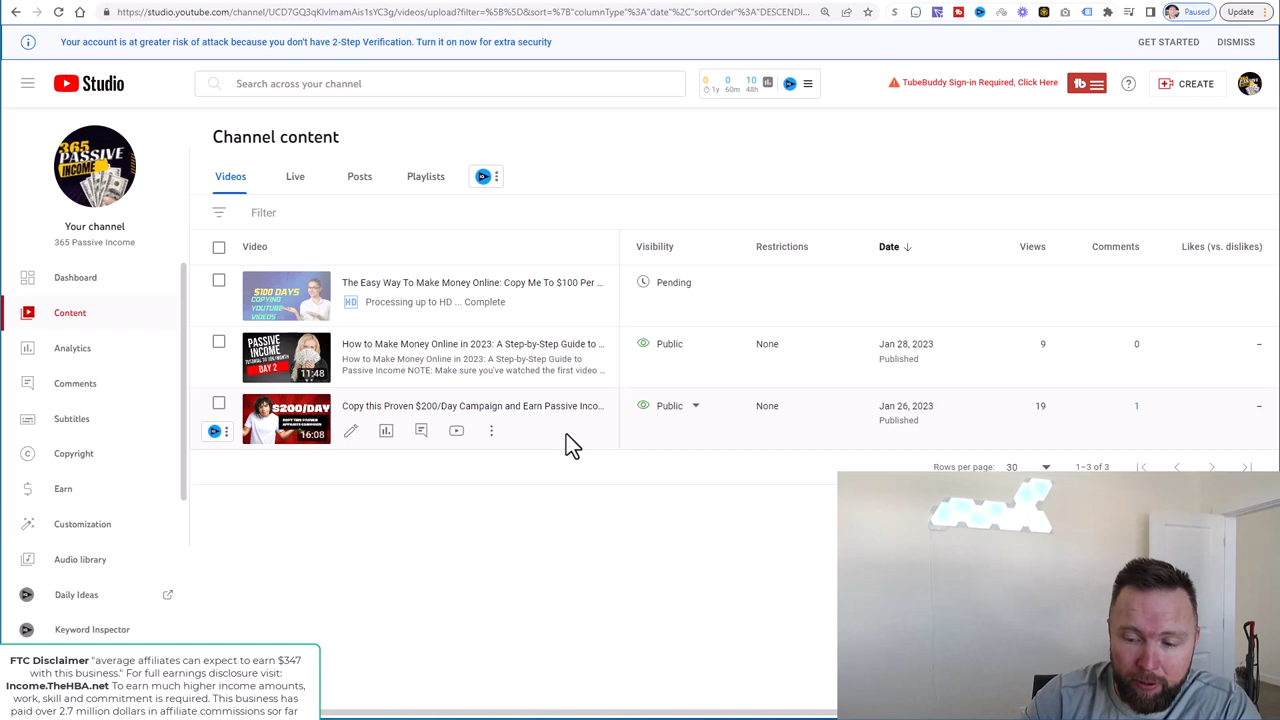 studio.youtube.com/channel/UCD7GQ3qKlvlmamAis1sYC3g/videos/upload?filter=%5B%5D&sort=%7B"columnType"%3A"date"%2C"sortOrder"%3A"DESCENDI...
Paused
Update
Your account is at greater risk of attack because you don't have 2-Step Verification. Turn it on now for extra security
GET STARTED
DISMISS
Studio
Search across your channel
0 0 10
1y 60m 48h
TubeBuddy Sign-in Required, Click Here
tb
CREATE
365
PASSIVE
INCOME
Your channel
365 Passive Income
Dashboard
Content
Analytics
Comments
Subtitles
Copyright
Earn
Customization
Audio library
Daily Ideas
Keyword Inspector
Channel content
Videos
Live
Posts
Playlists
Filter
Video
Visibility
Restrictions
Date
Views
Comments
Likes (vs. dislikes)
$100 DAYS
COPYING
YOUTUBE
VIDEOS
The Easy Way To Make Money Online: Copy Me To $100 Per ...
HD Processing up to HD ... Complete
Pending
PASSIVE
INCOME
DAY 2
11:48
How to Make Money Online in 2023: A Step-by-Step Guide to ...
How to Make Money Online in 2023: A Step-by-Step Guide to
Passive Income NOTE: Make sure you've watched the first video ...
Public
None
Jan 28, 2023
Published
9
0
–
$200/DAY
16:08
Copy this Proven $200/Day Campaign and Earn Passive Inco...
Public
None
Jan 26, 2023
Published
19
1
–
Rows per page: 30
1–3 of 3
FTC Disclaimer "average affiliates can expect to earn $347
with this business." For full earnings disclosure visit:
Income.TheHBA.net To earn much higher income amounts,
work, skill and commitment is required. This business has
paid over 2.7 million dollars in affiliate commissions sor far